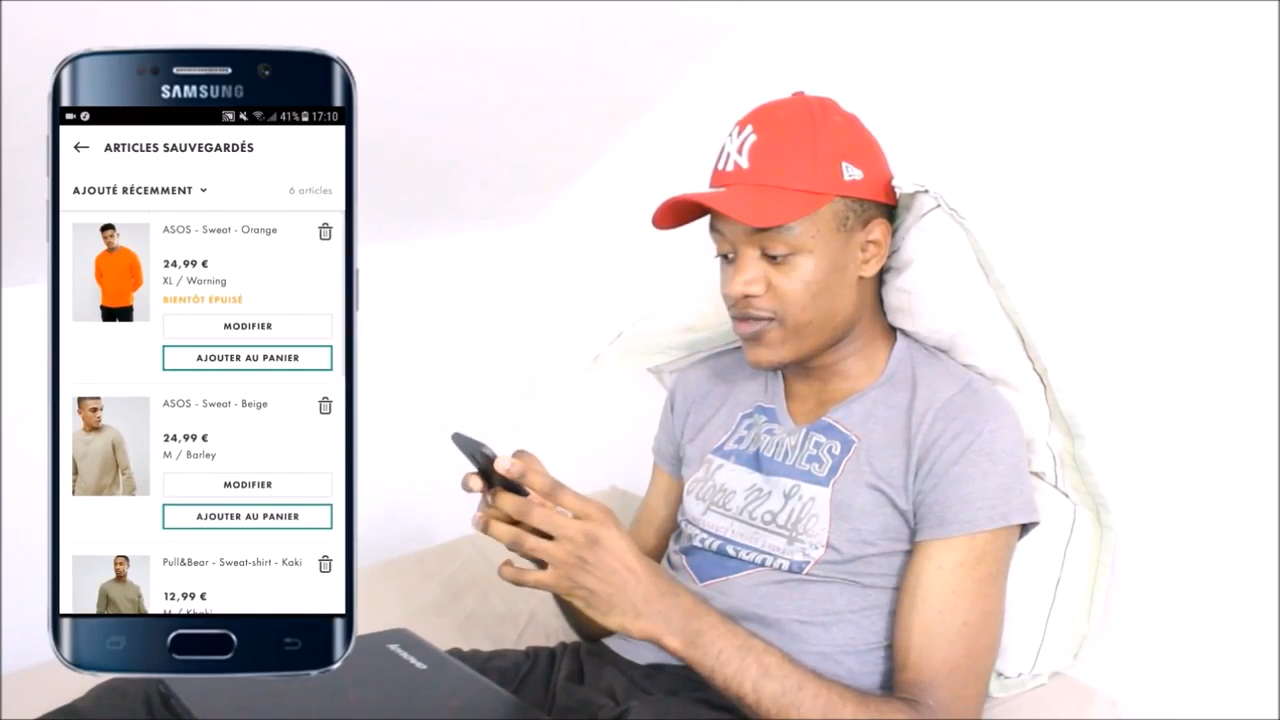 SAMSUNG
41% 17:10
ARTICLES SAUVEGARDÉS
AJOUTÉ RÉCEMMENT
6 articles
ASOS - Sweat - Orange
24,99 €
XL / Warning
BIENTÔT ÉPUISÉ
MODIFIER
AJOUTER AU PANIER
ASOS - Sweat - Beige
24,99 €
M / Barley
MODIFIER
AJOUTER AU PANIER
Pull&Bear - Sweat-shirt - Kaki
12,99 €
M / Khaki
NY
ENGINES
Hope 'N Life
lenovo